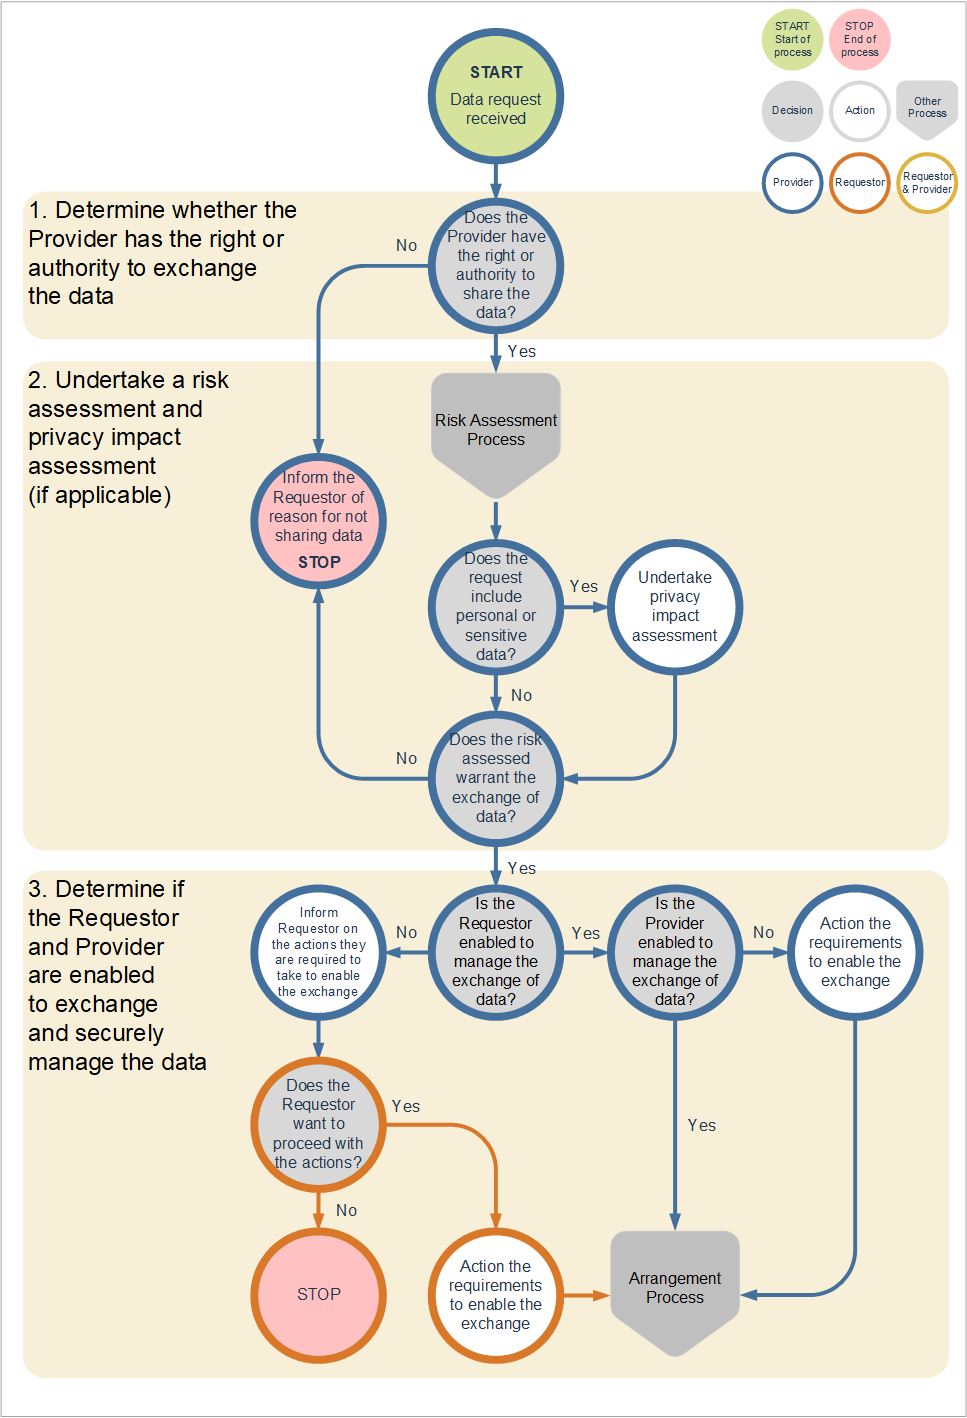 START
Data request
received
START
Start of
process
STOP
End of
process
Decision
Action
Other
Process
Provider
Requestor
Requestor
& Provider
1. Determine whether the
Provider has the right or
authority to exchange
the data
Does the
Provider have
the right or
authority to
share the
data?
No
Yes
2. Undertake a risk
assessment and
privacy impact
assessment
(if applicable)
Risk Assessment
Process
Inform the
Requestor of
reason for not
sharing data
STOP
Does the
request
include
personal or
sensitive
data?
Yes
Undertake
privacy
impact
assessment
No
Does the risk
assessed
warrant the
exchange of
data?
No
Yes
3. Determine if
the Requestor
and Provider
are enabled
to exchange
and securely
manage the data
Inform
Requestor on
the actions they
are required to
take to enable
the exchange
No
Is the
Requestor
enabled to
manage the
exchange of
data?
Yes
Is the
Provider
enabled to
manage the
exchange of
data?
No
Action the
requirements
to enable the
exchange
Does the
Requestor
want to
proceed with
the actions?
Yes
Yes
No
STOP
Action the
requirements
to enable the
exchange
Arrangement
Process